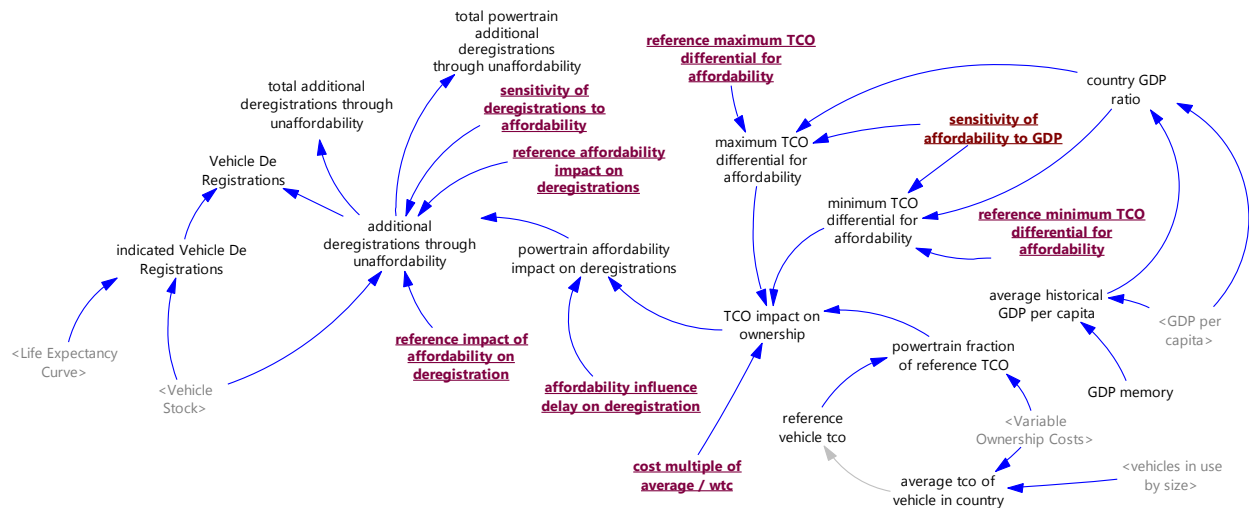 total powertrain
additional
deregistrations
through unaffordability
reference maximum TCO
differential for
affordability
country GDP
ratio
total additional
deregistrations through
unaffordability
sensitivity of
deregistrations to
affordability
sensitivity of
affordability to GDP
maximum TCO
differential for
affordability
reference affordability
impact on
deregistrations
Vehicle De
Registrations
minimum TCO
differential for
affordability
reference minimum TCO
differential for
affordability
additional
deregistrations through
unaffordability
indicated Vehicle De
Registrations
powertrain affordability
impact on deregistrations
average historical
GDP per capita
TCO impact on
ownership
<GDP per
capita>
reference impact of
affordability on
deregistration
powertrain fraction
of reference TCO
<Life Expectancy
Curve>
<Vehicle
Stock>
affordability influence
delay on deregistration
GDP memory
reference
vehicle tco
<Variable
Ownership Costs>
cost multiple of
average / wtc
average tco of
vehicle in country
<vehicles in use
by size>